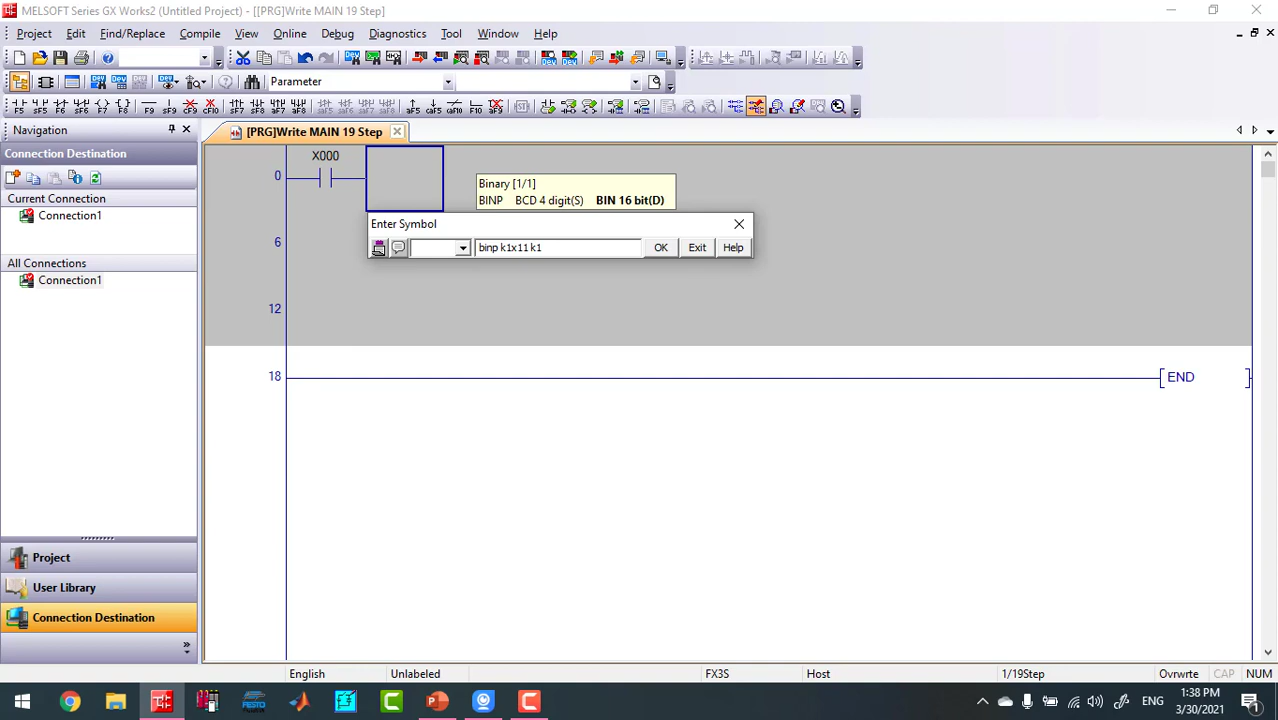 MELSOFT Series GX Works2 (Untitled Project) - [[PRG]Write MAIN 19 Step]
Project Edit Find/Replace Compile View Online Debug Diagnostics Tool Window Help
Parameter
Navigation
[PRG]Write MAIN 19 Step
Connection Destination
Current Connection
Connection1
All Connections
Connection1
X000
0
Binary [1/1]
BINP BCD 4 digit(S) BIN 16 bit(D)
Enter Symbol
binp k1x11 k1
OK Exit Help
6
12
18
END
Project
User Library
Connection Destination
English Unlabeled FX3S Host 1/19Step Ovrwrte CAP NUM
ENG
1:38 PM
3/30/2021